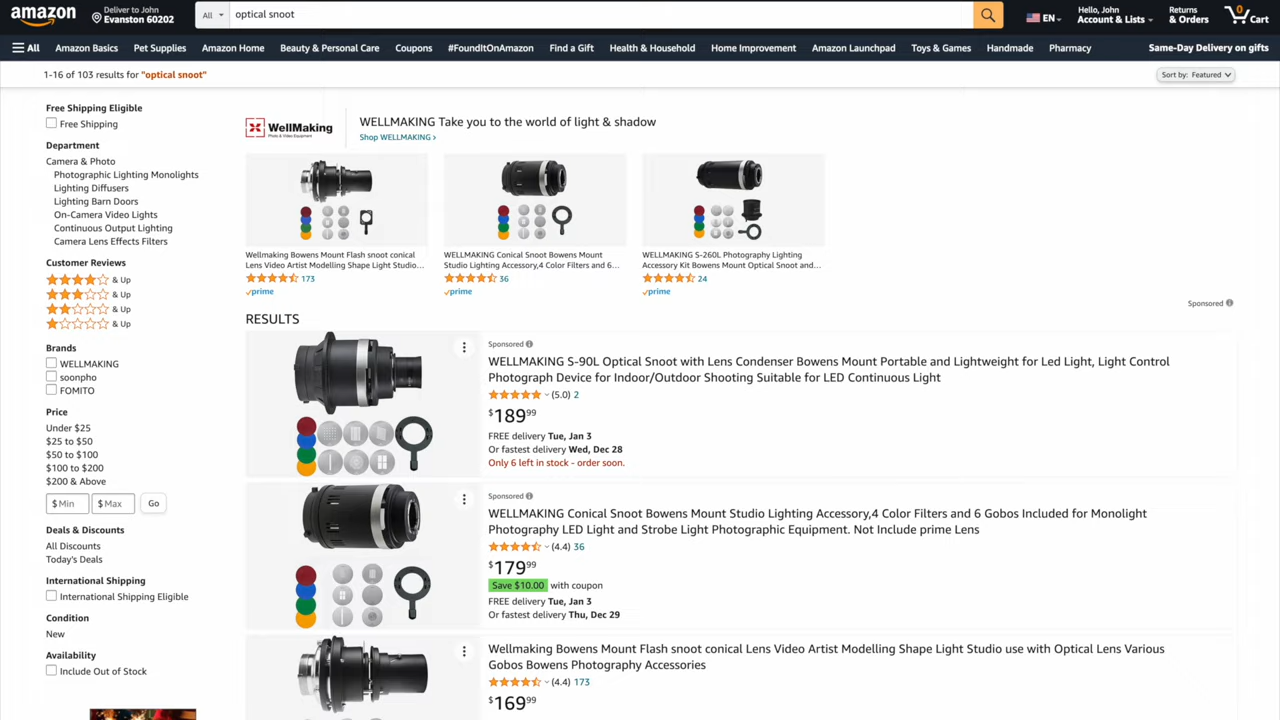 amazon
Deliver to John
Evanston 60202
All
optical snoot
EN
Hello, John
Account & Lists
Returns
& Orders
0
Cart
All
Amazon Basics
Pet Supplies
Amazon Home
Beauty & Personal Care
Coupons
#FoundItOnAmazon
Find a Gift
Health & Household
Home Improvement
Amazon Launchpad
Toys & Games
Handmade
Pharmacy
Same-Day Delivery on gifts
1-16 of 103 results for "optical snoot"
Sort by: Featured
Free Shipping Eligible
Free Shipping
Department
Camera & Photo
Photographic Lighting Monolights
Lighting Diffusers
Lighting Barn Doors
On-Camera Video Lights
Continuous Output Lighting
Camera Lens Effects Filters
Customer Reviews
& Up
& Up
& Up
& Up
Brands
WELLMAKING
soonpho
FOMITO
Price
Under $25
$25 to $50
$50 to $100
$100 to $200
$200 & Above
$ Min
$ Max
Go
Deals & Discounts
All Discounts
Today's Deals
International Shipping
International Shipping Eligible
Condition
New
Availability
Include Out of Stock
WellMaking
Photo & Video Equipment
WELLMAKING Take you to the world of light & shadow
Shop WELLMAKING ›
Wellmaking Bowens Mount Flash snoot conical
Lens Video Artist Modelling Shape Light Studio...
173
prime
WELLMAKING Conical Snoot Bowens Mount
Studio Lighting Accessory,4 Color Filters and 6...
36
prime
WELLMAKING S-260L Photography Lighting
Accessory Kit Bowens Mount Optical Snoot and...
24
prime
Sponsored
RESULTS
Sponsored
WELLMAKING S-90L Optical Snoot with Lens Condenser Bowens Mount Portable and Lightweight for Led Light, Light Control
Photograph Device for Indoor/Outdoor Shooting Suitable for LED Continuous Light
(5.0) 2
$18999
FREE delivery Tue, Jan 3
Or fastest delivery Wed, Dec 28
Only 6 left in stock - order soon.
Sponsored
WELLMAKING Conical Snoot Bowens Mount Studio Lighting Accessory,4 Color Filters and 6 Gobos Included for Monolight
Photography LED Light and Strobe Light Photographic Equipment. Not Include prime Lens
(4.4) 36
$17999
Save $10.00 with coupon
FREE delivery Tue, Jan 3
Or fastest delivery Thu, Dec 29
Wellmaking Bowens Mount Flash snoot conical Lens Video Artist Modelling Shape Light Studio use with Optical Lens Various
Gobos Bowens Photography Accessories
(4.4) 173
$16999